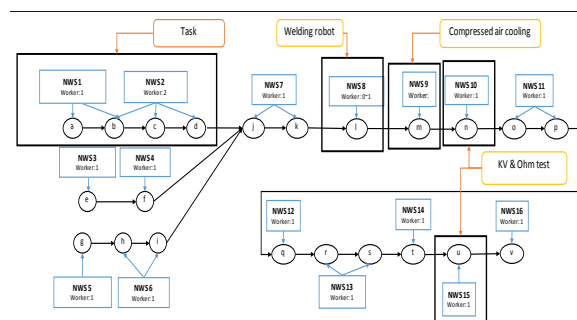 Task
Welding robot
Compressed air cooling
NWS1
Worker:1
NWS2
Worker:2
NWS7
Worker:1
NWS8
Worker:0~1
NWS9
Worker:
NWS10
Worker:1
NWS11
Worker:1
a
b
c
d
j
k
l
m
n
o
p
NWS3
Worker:1
NWS4
Worker:1
KV & Ohm test
e
f
NWS12
Worker:1
NWS14
Worker:1
NWS16
Worker:1
g
h
i
q
r
s
t
u
v
NWS5
Worker:1
NWS6
Worker:1
NWS13
Worker:1
NWS15
Worker:1